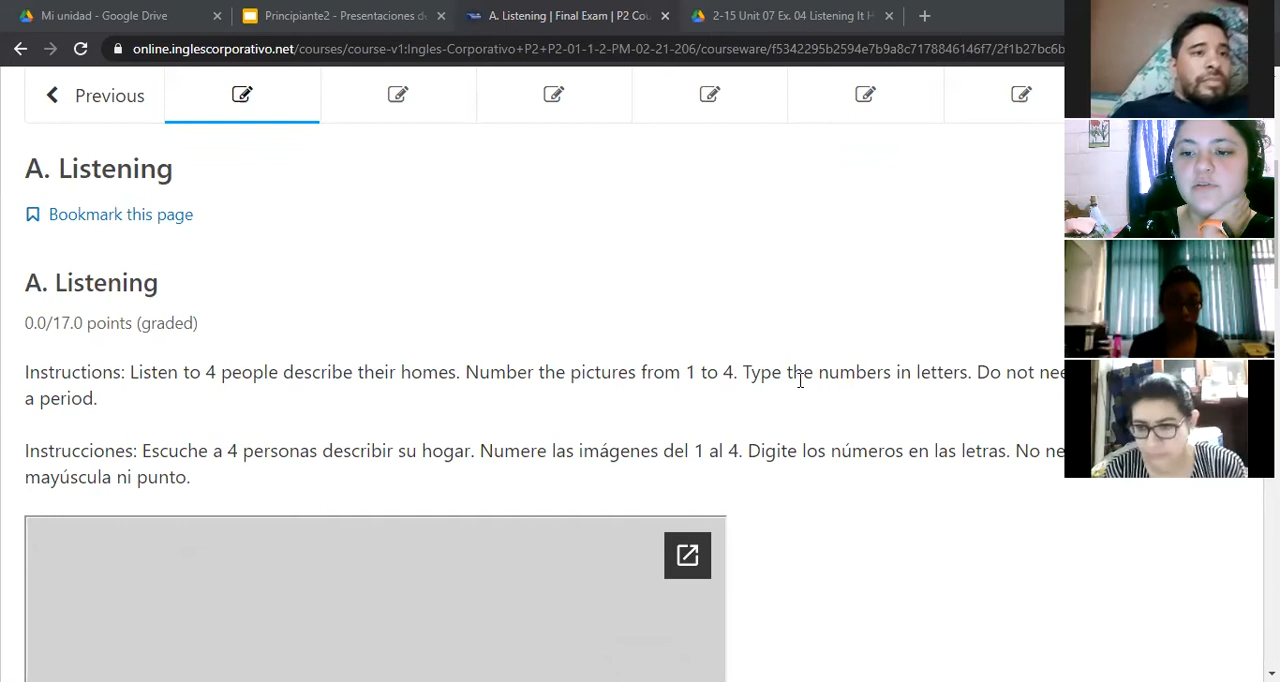 Mi unidad - Google Drive
Principiante2 - Presentaciones d
A. Listening | Final Exam | P2 Cou
2-15 Unit 07 Ex. 04 Listening It H
online.inglescorporativo.net/courses/course-v1:Ingles-Corporativo+P2+P2-01-1-2-PM-02-21-206/courseware/f5342295b2594e7b9a8c7178846146f7/2f1b27bc6b
Previous
A. Listening
Bookmark this page
A. Listening
0.0/17.0 points (graded)
Instructions: Listen to 4 people describe their homes. Number the pictures from 1 to 4. Type the numbers in letters. Do not nee
a period.
Instrucciones: Escuche a 4 personas describir su hogar. Numere las imágenes del 1 al 4. Digite los números en las letras. No ne
mayúscula ni punto.